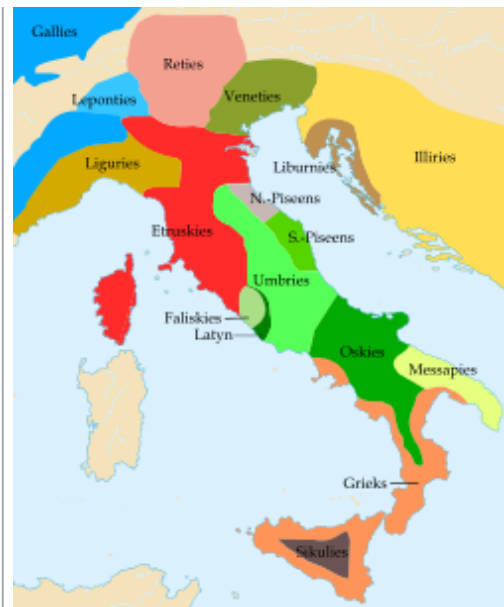 Gallies
Reties
Leponties
Veneties
Liguries
Liburnies
Illiries
N.-Piseens
Etruskies
S.-Piseens
Umbries
Faliskies
Latyn
Oskies
Messapies
Grieks
Sikulies